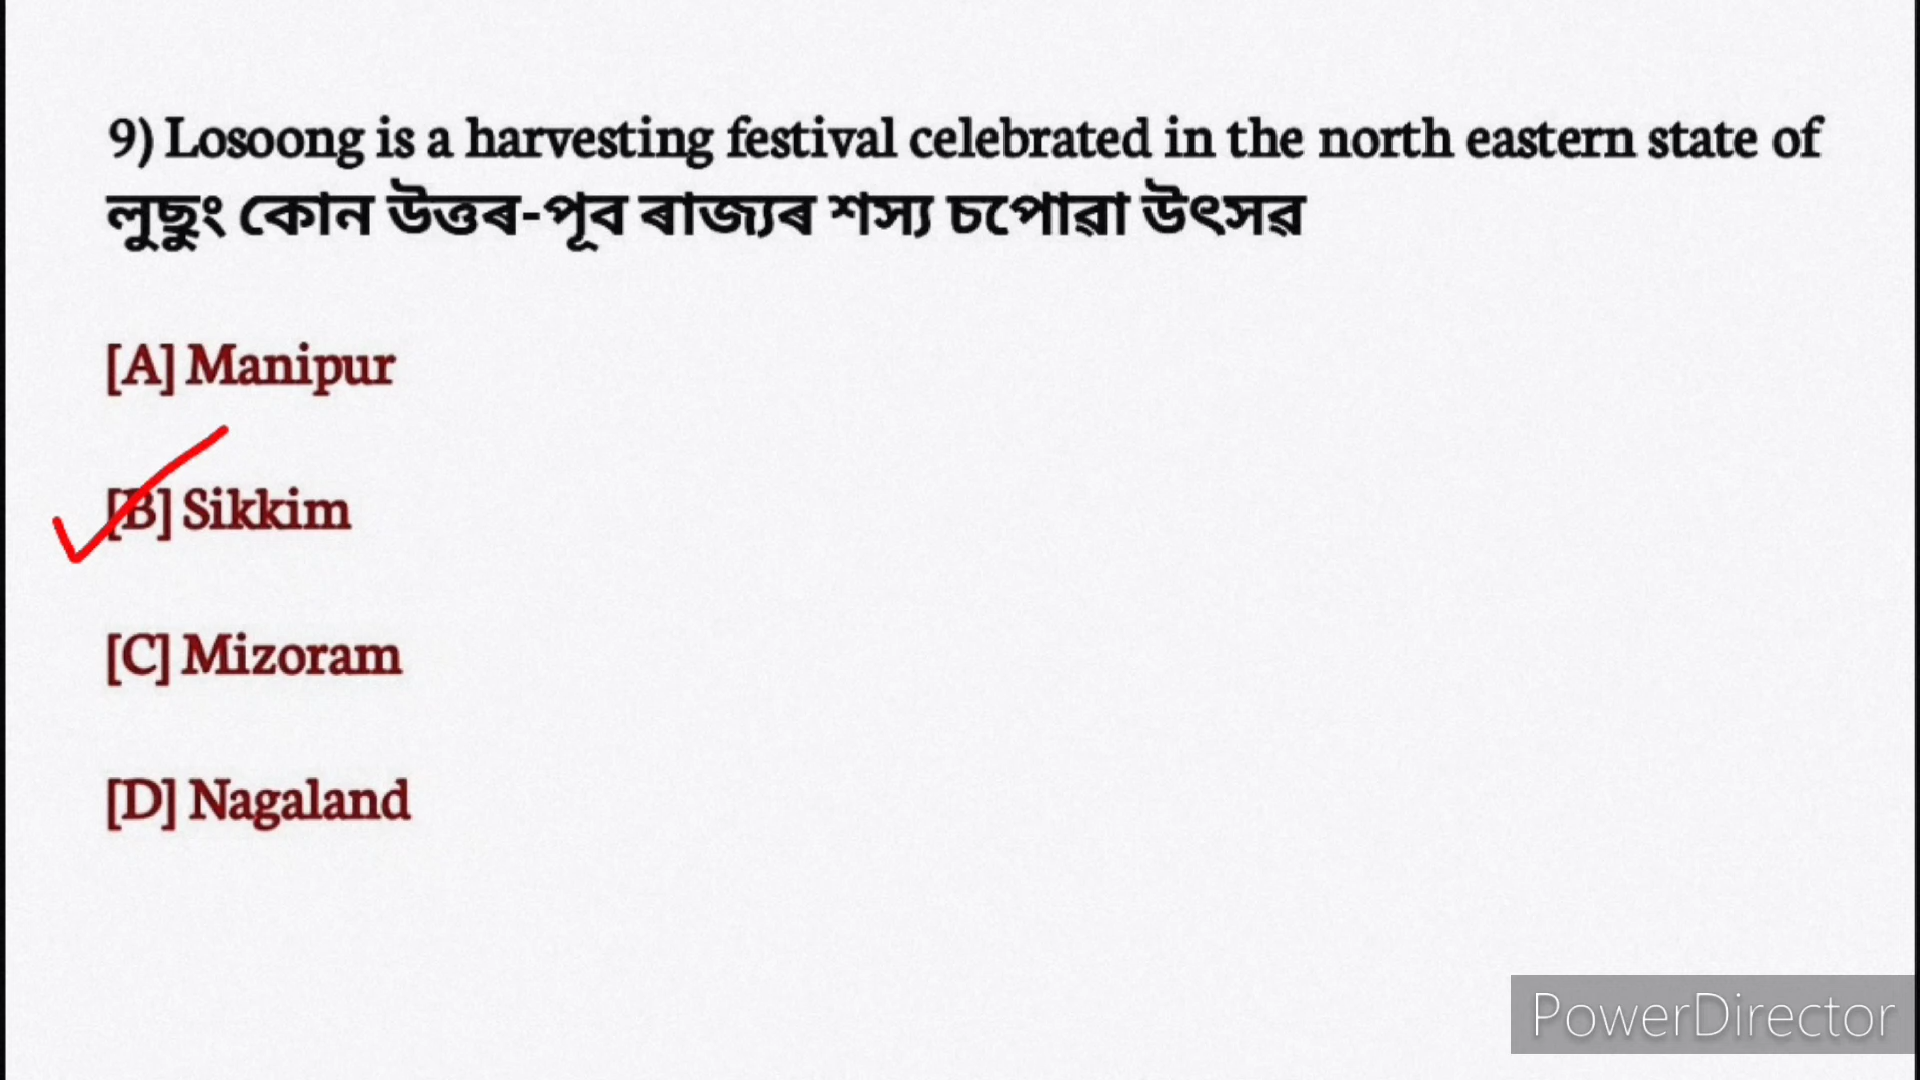 9) Losoong is a harvesting festival celebrated in the north eastern state of
লুছুং কোন উত্তৰ-পূব ৰাজ্যৰ শস্য চপোৱা উৎসৱ
[A] Manipur
[B] Sikkim
[C] Mizoram
[D] Nagaland
PowerDirector